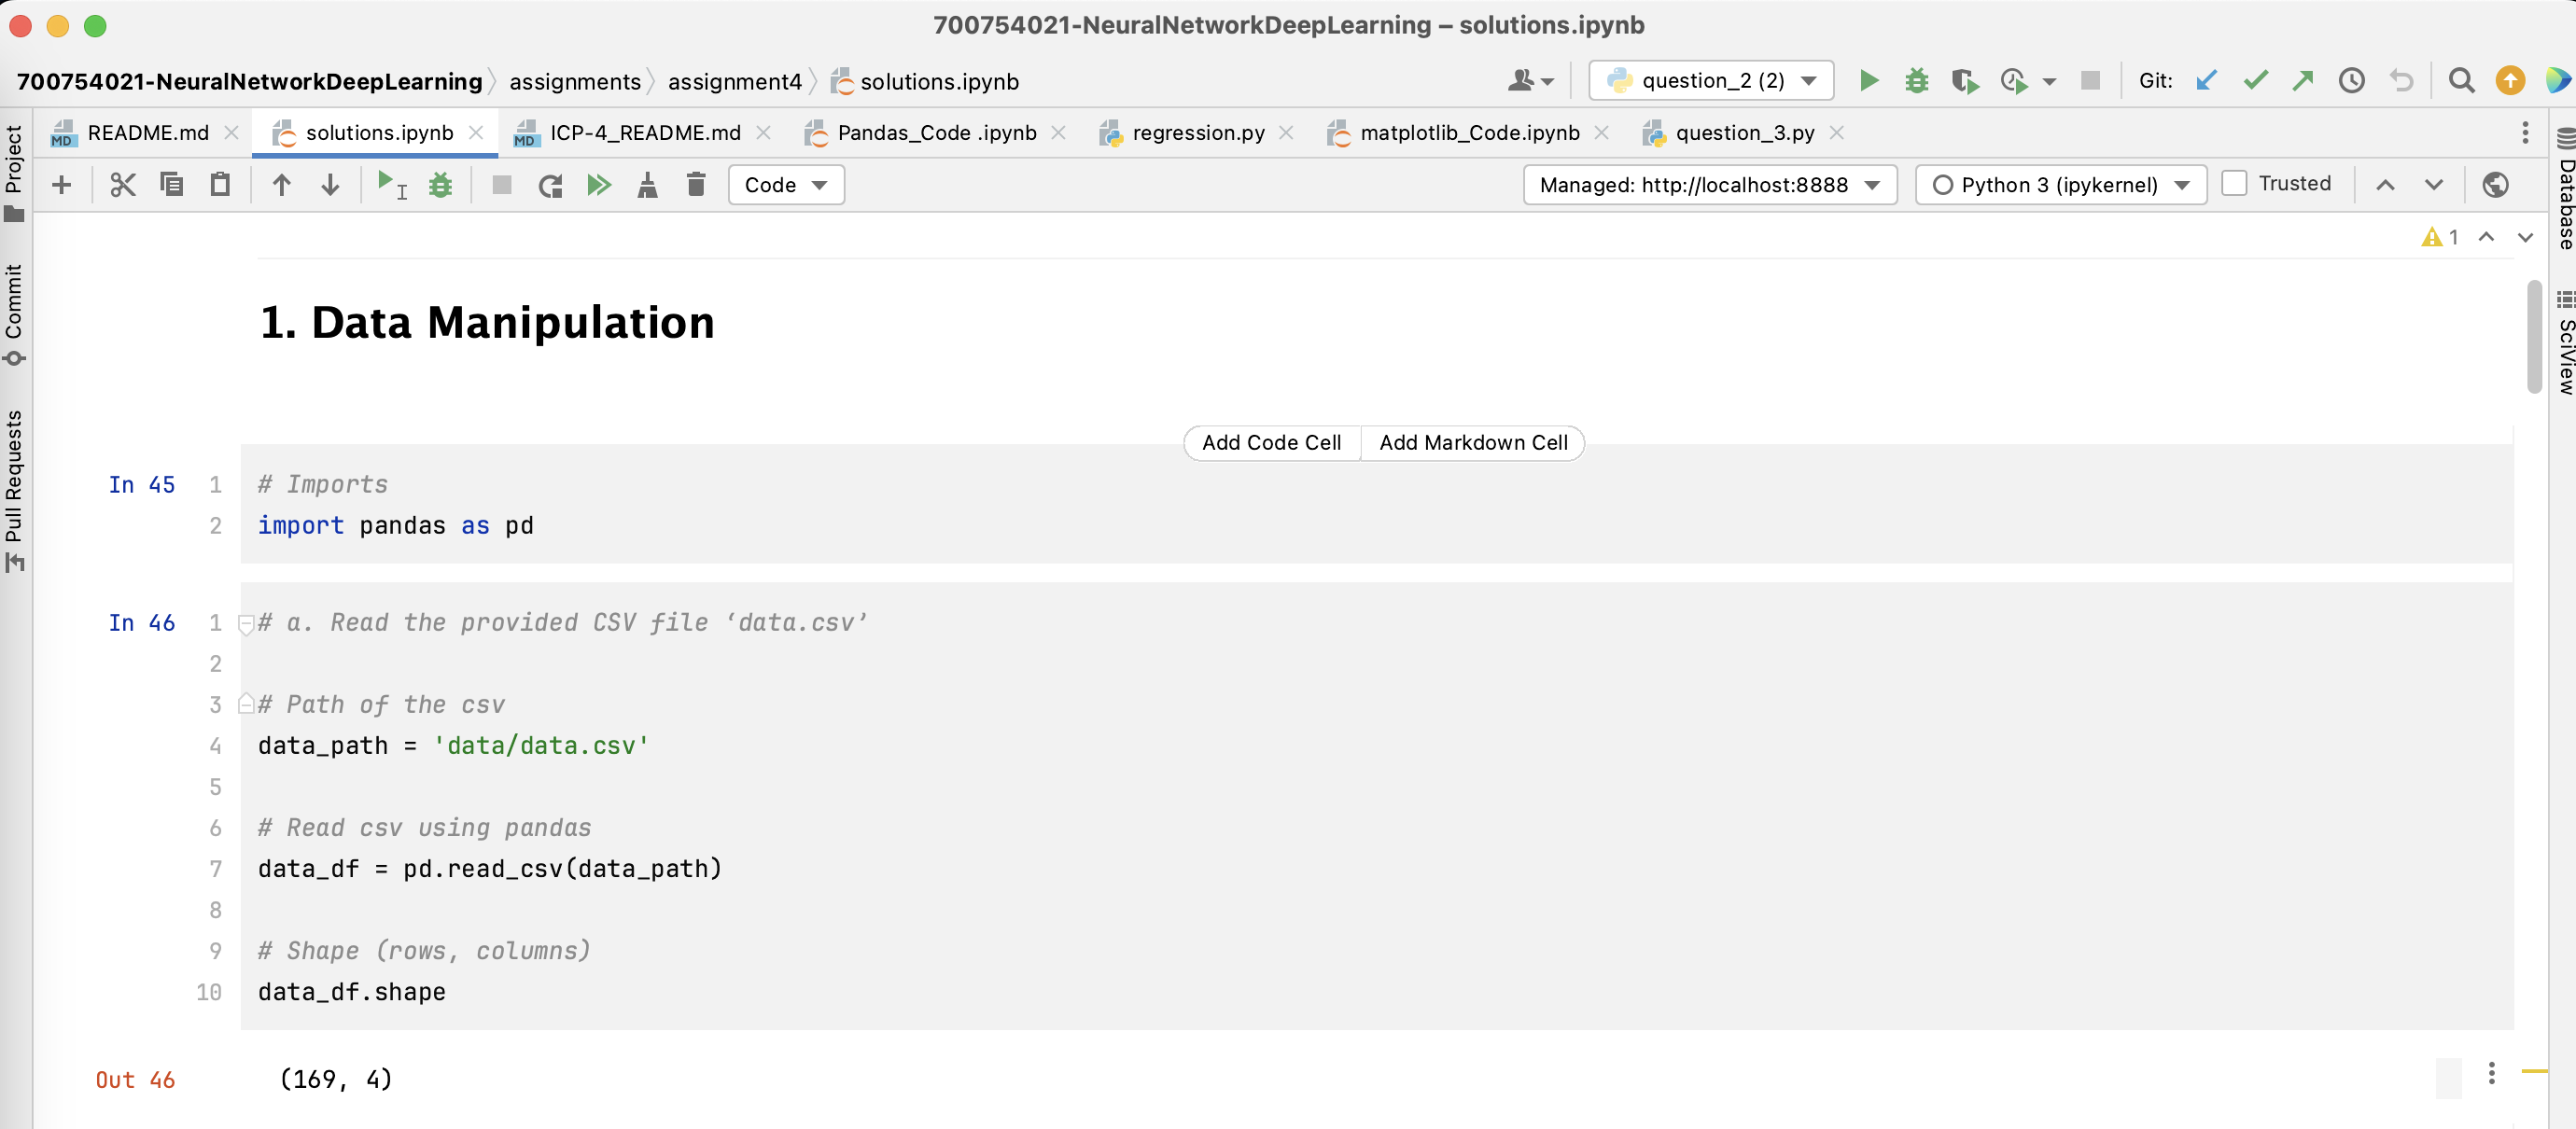 700754021-NeuralNetworkDeepLearning – solutions.ipynb
700754021-NeuralNetworkDeepLearning assignments assignment4 solutions.ipynb question_2 (2) Git:
README.md solutions.ipynb ICP-4_README.md Pandas_Code .ipynb regression.py matplotlib_Code.ipynb question_3.py
Code Managed: http://localhost:8888 Python 3 (ipykernel) Trusted
Project
Commit
Pull Requests
Database
SciView
1
1. Data Manipulation
Add Code Cell Add Markdown Cell
In 45 1 # Imports
2 import pandas as pd
In 46 1 # a. Read the provided CSV file ‘data.csv’
2
3 # Path of the csv
4 data_path = 'data/data.csv'
5
6 # Read csv using pandas
7 data_df = pd.read_csv(data_path)
8
9 # Shape (rows, columns)
10 data_df.shape
Out 46 (169, 4)